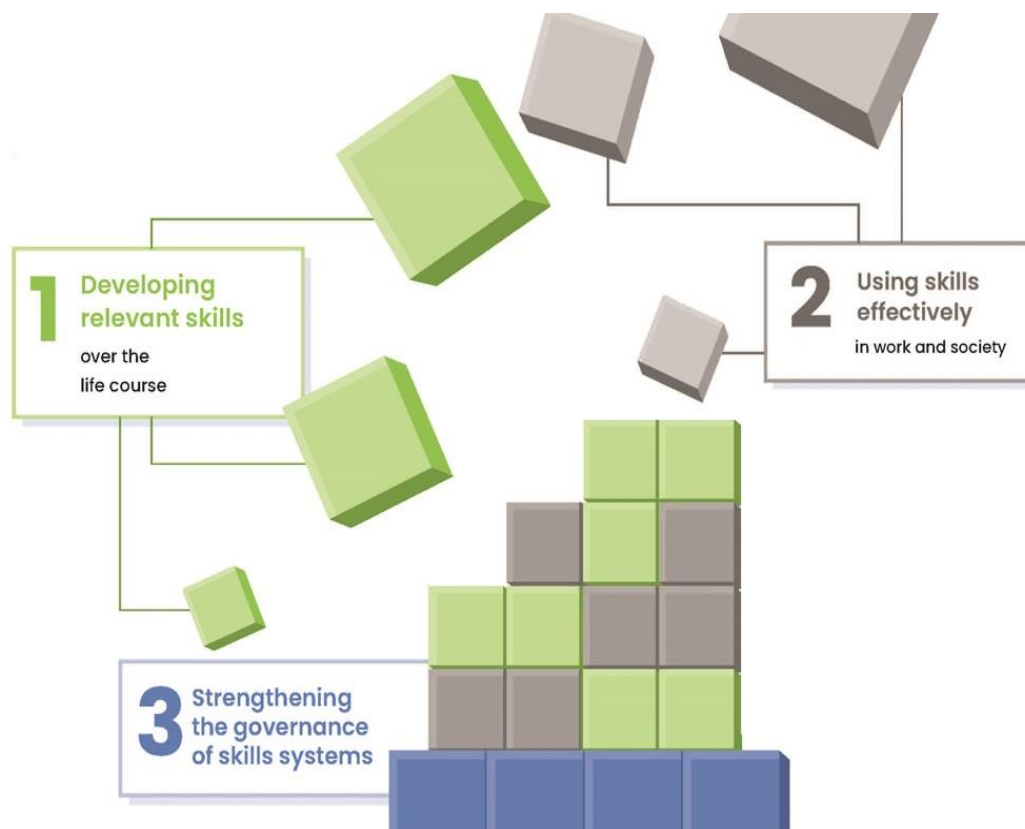 1
Developing
relevant skills
over the
life course
2
Using skills
effectively
in work and society
3
Strengthening
the governance
of skills systems